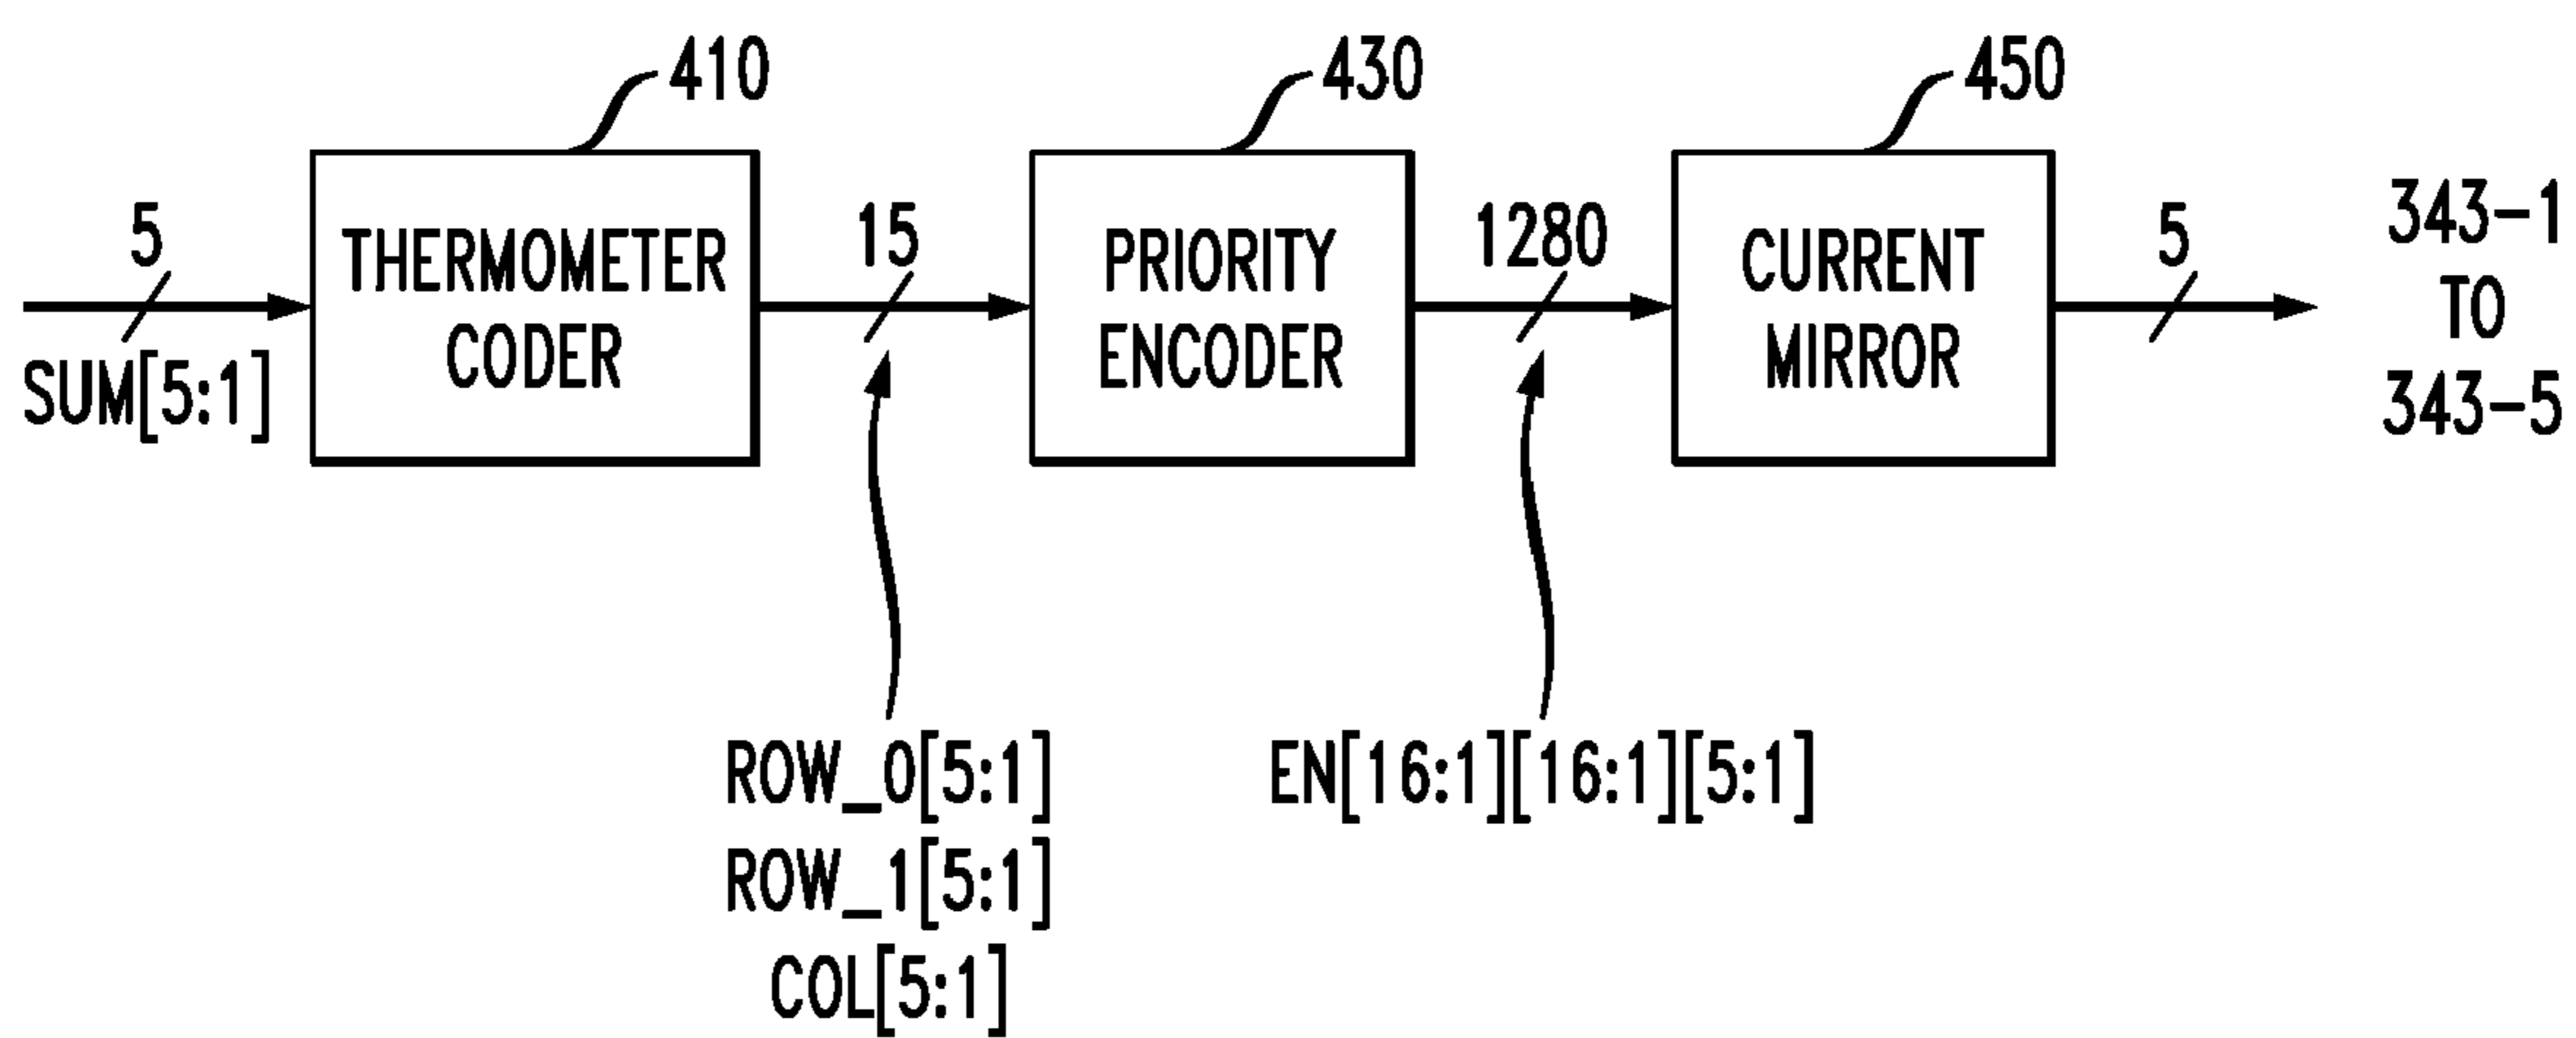 410
430
450
5
SUM[5:1]
THERMOMETER
CODER
15
PRIORITY
ENCODER
1280
CURRENT
MIRROR
5
343-1
TO
343-5
ROW_0[5:1]
ROW_1[5:1]
COL[5:1]
EN[16:1][16:1][5:1]